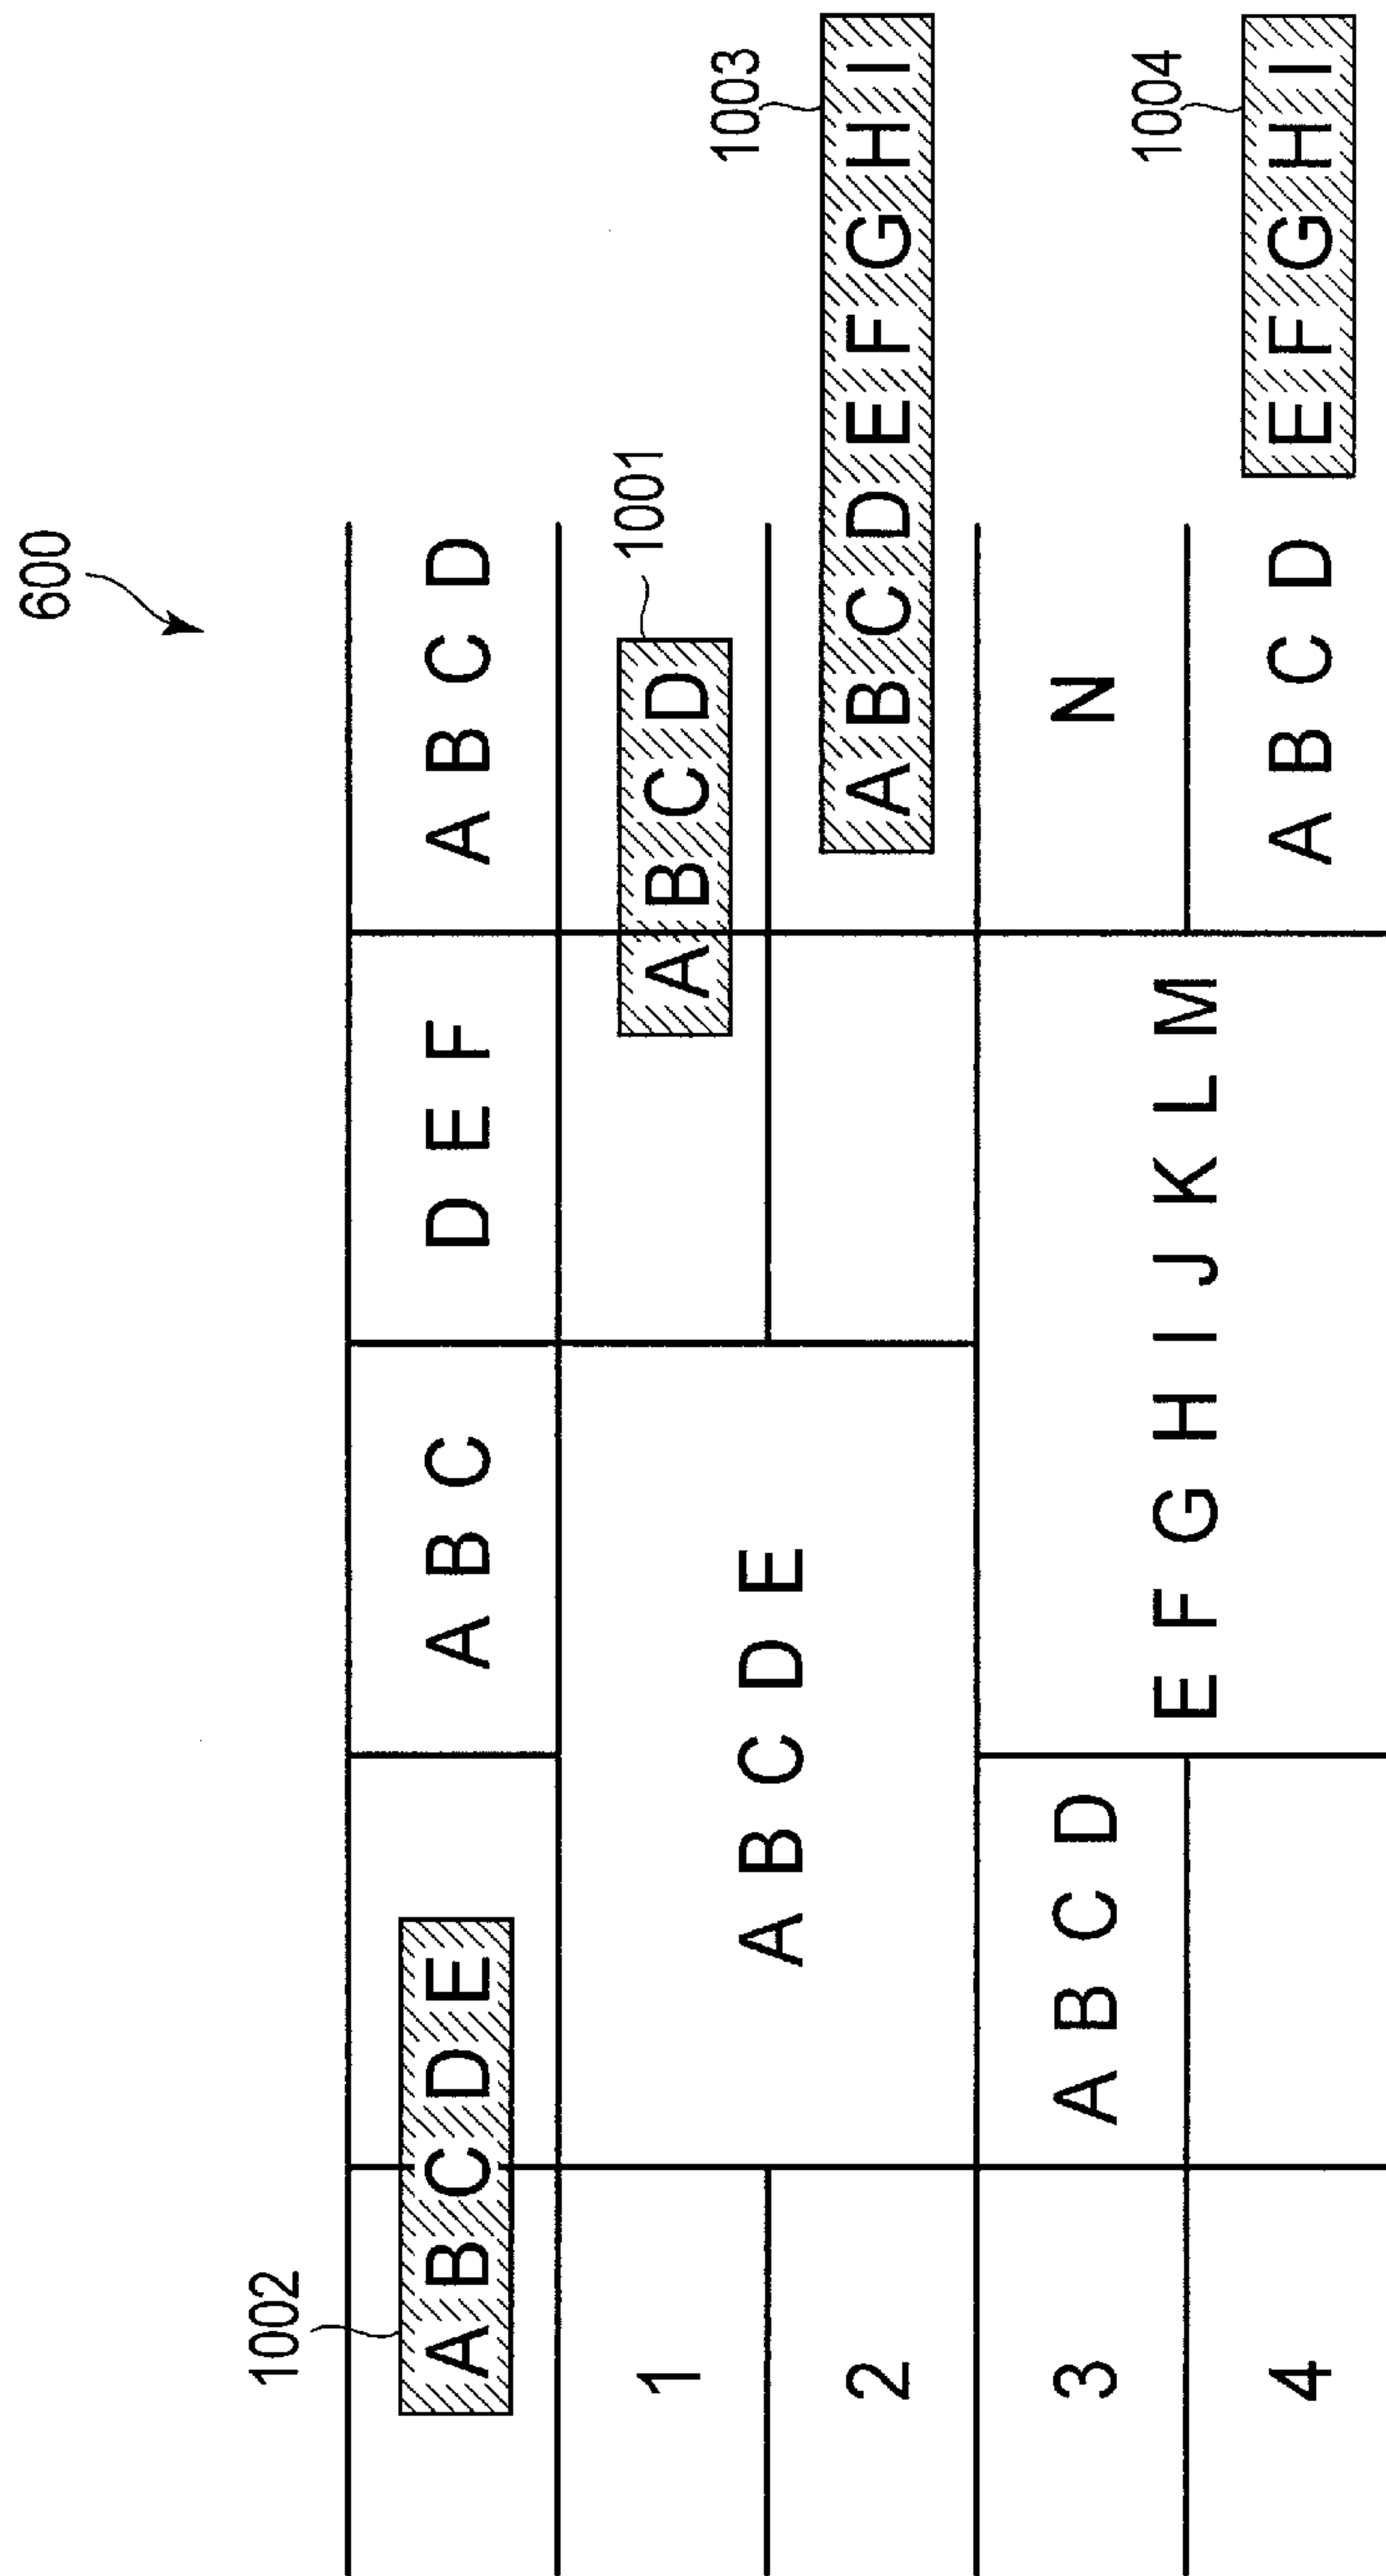 600
1002
A B C D E
A B C
D E F
A B C D
1
A B C D E
A B C D
1001
2
A B C D E F G H I
1003
3
A B C D
E F G H I J K L M
N
4
A B C D
E F G H I
1004